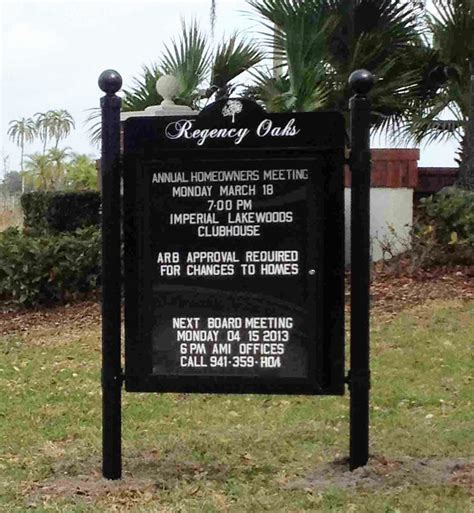 Regency Oaks
ANNUAL HOMEOWNERS MEETING
MONDAY MARCH 18
7:00 PM
IMPERIAL LAKEWOODS
CLUBHOUSE
ARB APPROVAL REQUIRED
FOR CHANGES TO HOMES
NEXT BOARD MEETING
MONDAY 04 15 2013
6 PM AMI OFFICES
CALL 941-359-